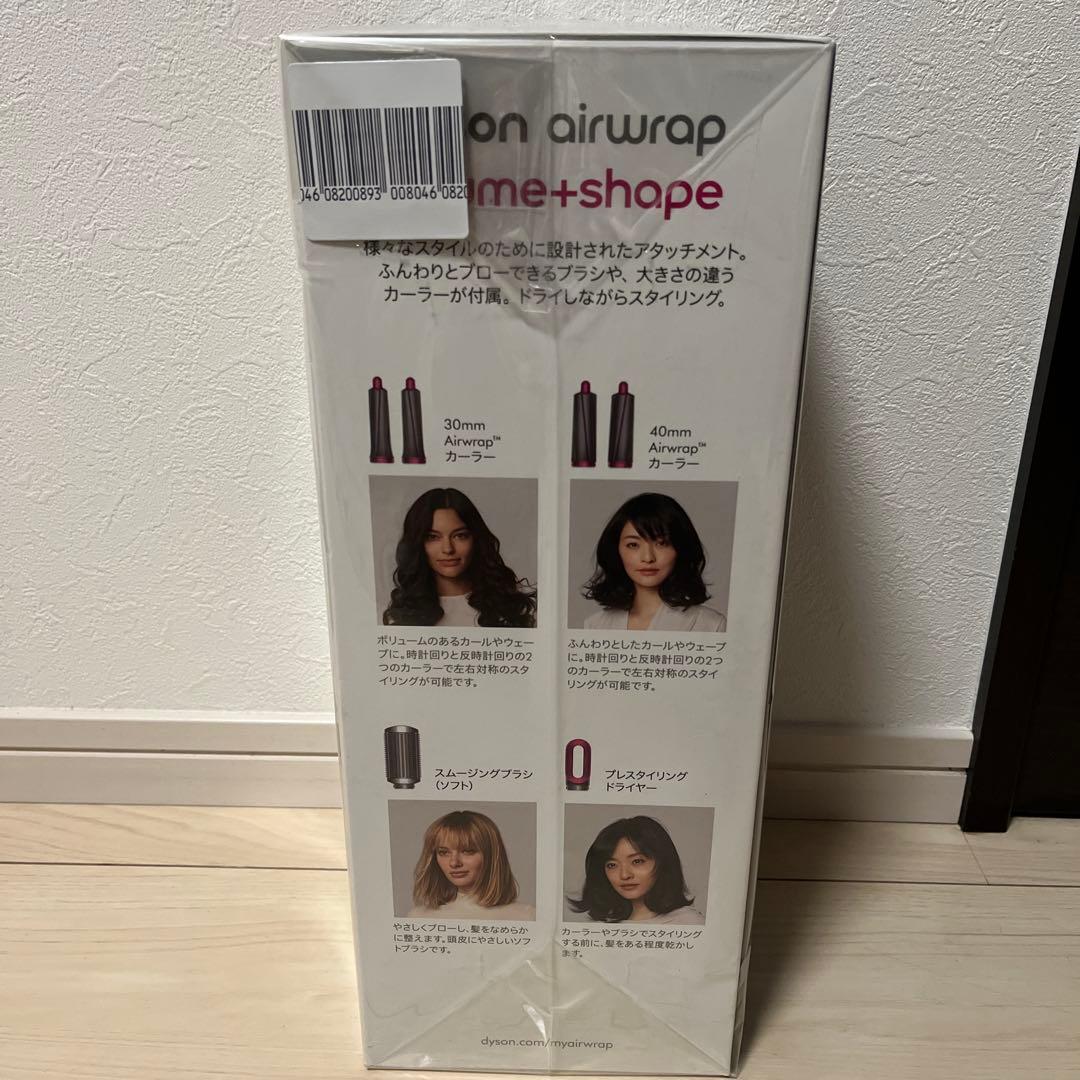 046 08200893 008046 0820
on airwrap
ume+shape
様々なスタイルのために設計されたアタッチメント。
ふんわりとブローできるブラシや、大きさの違う
カーラーが付属。ドライしながらスタイリング。
30mm
Airwrap™
カーラー
40mm
Airwrap™
カーラー
ボリュームのあるカールやウェー
ブに。時計回りと反時計回りの2
つのカーラーで左右対称のスタ
イリングが可能です。
ふんわりとしたカールやウェーブ
に。時計回りと反時計回りの2つ
のカーラーで左右対称のスタイ
リングが可能です。
スムージングブラシ
(ソフト)
プレスタイリング
ドライヤー
やさしくブローし、髪をなめらか
に整えます。頭皮にやさしいソフ
トブラシです。
カーラーやブラシでスタイリング
する前に、髪をある程度乾かし
ます。
dyson.com/myairwrap